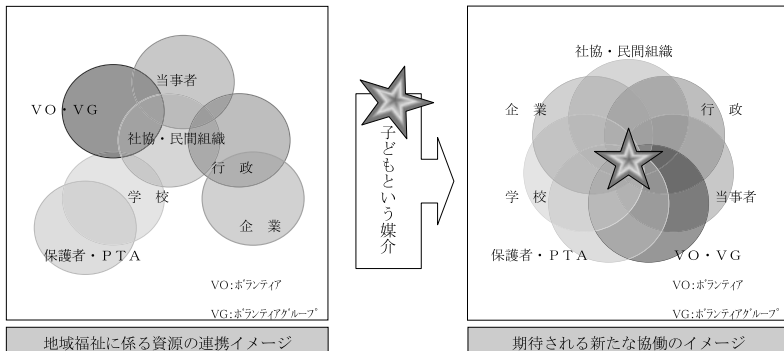 当事者
VO・VG
社協・民間組織
行　政
学　校
企　業
保護者・PTA
VO：ﾎﾞﾗﾝﾃｨｱ
VG：ﾎﾞﾗﾝﾃｨｱｸﾞﾙｰﾌﾟ
地域福祉に係る資源の連携イメージ
子どもという媒介
社協・民間組織
企　業
行　政
学　校
当事者
保護者・PTA
VO・VG
VO：ﾎﾞﾗﾝﾃｨｱ
VG：ﾎﾞﾗﾝﾃｨｱｸﾞﾙｰﾌﾟ
期待される新たな協働のイメージ